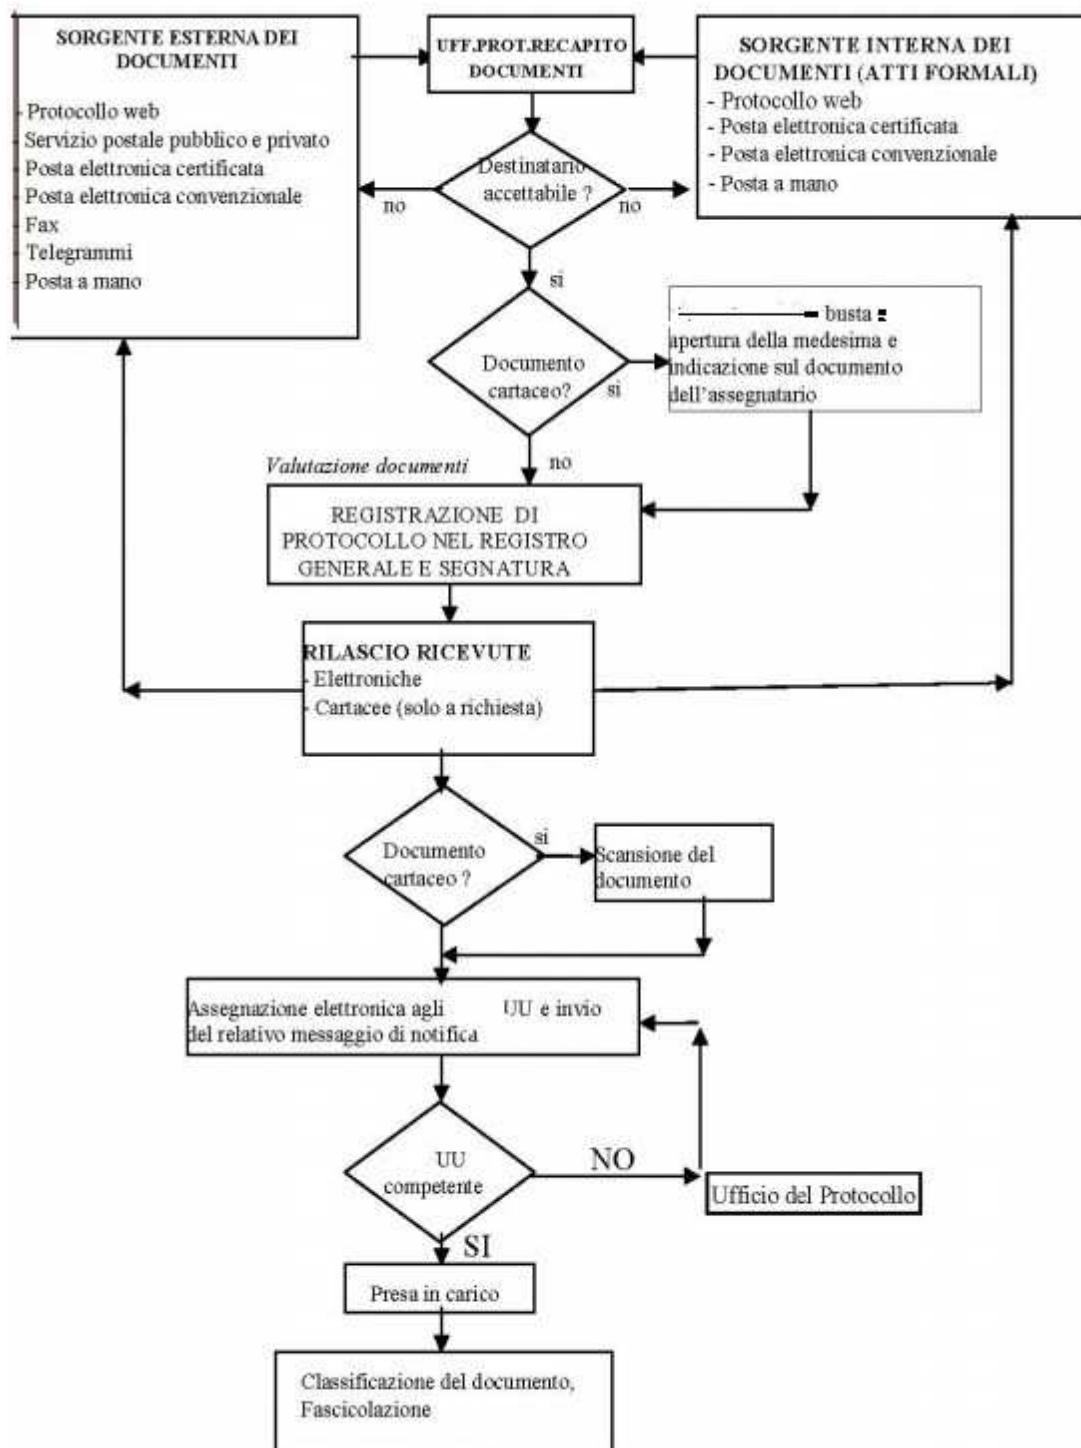 SORGENTE ESTERNA DEI
DOCUMENTI
- Protocollo web
Servizio postale pubblico e privato
Posta elettronica certificata
Posta elettronica convenzionale
- Fax
Telegrammi
- Posta a mano
UFF.PROT.RECAPITO
DOCUMENTI
SORGENTE INTERNA DEI
DOCUMENTI (ATTI FORMALI)
- Protocollo web
- Posta elettronica certificata
- Posta elettronica convenzionale
- Posta a mano
Destinatario
accettabile ?
no
no
si
busta
apertura della medesima e
indicazione sul documento
dell'assegnatario
Documento
cartaceo?
si
no
Valutazione documenti
REGISTRAZIONE DI
PROTOCOLLO NEL REGISTRO
GENERALE E SEGNATURA
RILASCIO RICEVUTE
- Elettroniche
- Cartacee (solo a richiesta)
Documento
cartaceo ?
si
Scansione del
documento
Assegnazione elettronica agli UU e invio
del relativo messaggio di notifica
UU
competente
NO
Ufficio del Protocollo
SI
Presa in carico
Classificazione del documento,
Fascicolazione